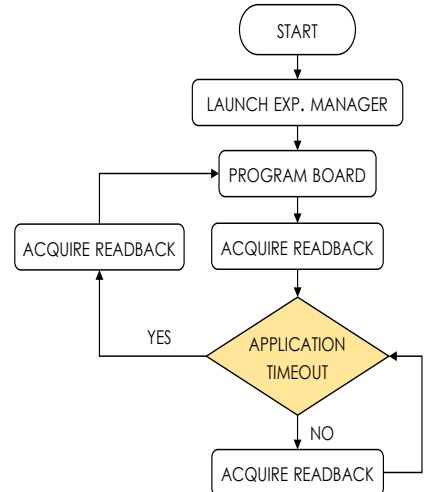 START
LAUNCH EXP. MANAGER
PROGRAM BOARD
ACQUIRE READBACK
ACQUIRE READBACK
YES
APPLICATION
TIMEOUT
NO
ACQUIRE READBACK